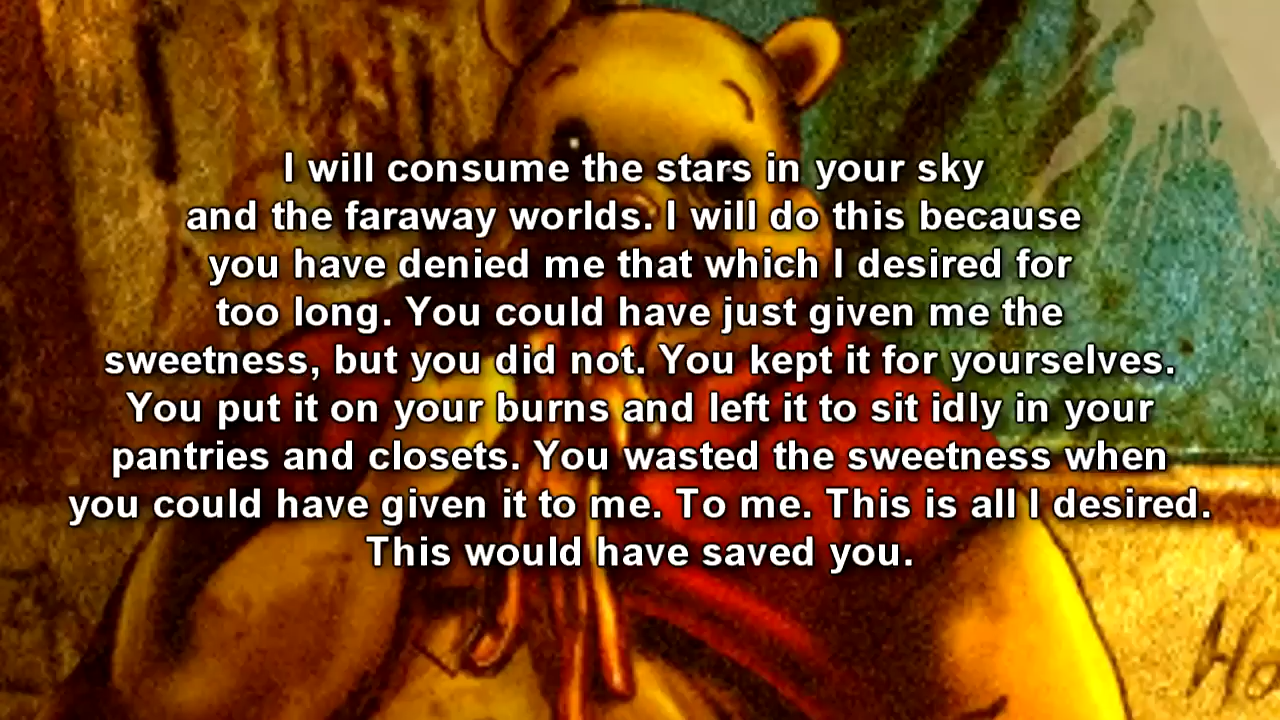 I will consume the stars in your sky
and the faraway worlds. I will do this because
you have denied me that which I desired for
too long. You could have just given me the
sweetness, but you did not. You kept it for yourselves.
You put it on your burns and left it to sit idly in your
pantries and closets. You wasted the sweetness when
you could have given it to me. To me. This is all I desired.
This would have saved you.